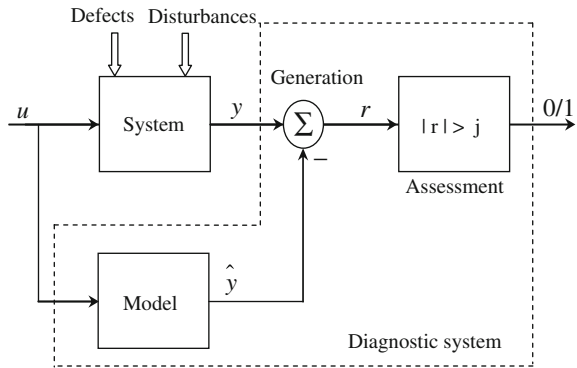 Defects Disturbances
Generation
u
System
y
Σ
r
| r | > j
0/1
–
Assessment
Model
ŷ
Diagnostic system